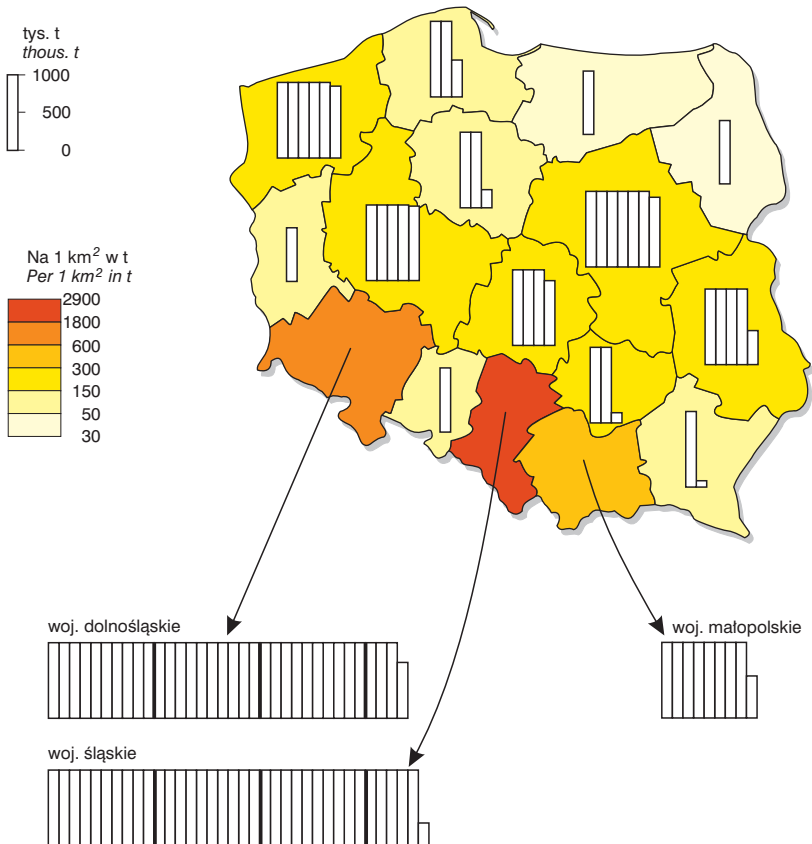 tys. t
thous. t
1000
500
0
Na 1 km² w t
Per 1 km² in t
2900
1800
600
300
150
50
30
woj. dolnośląskie
woj. małopolskie
woj. śląskie